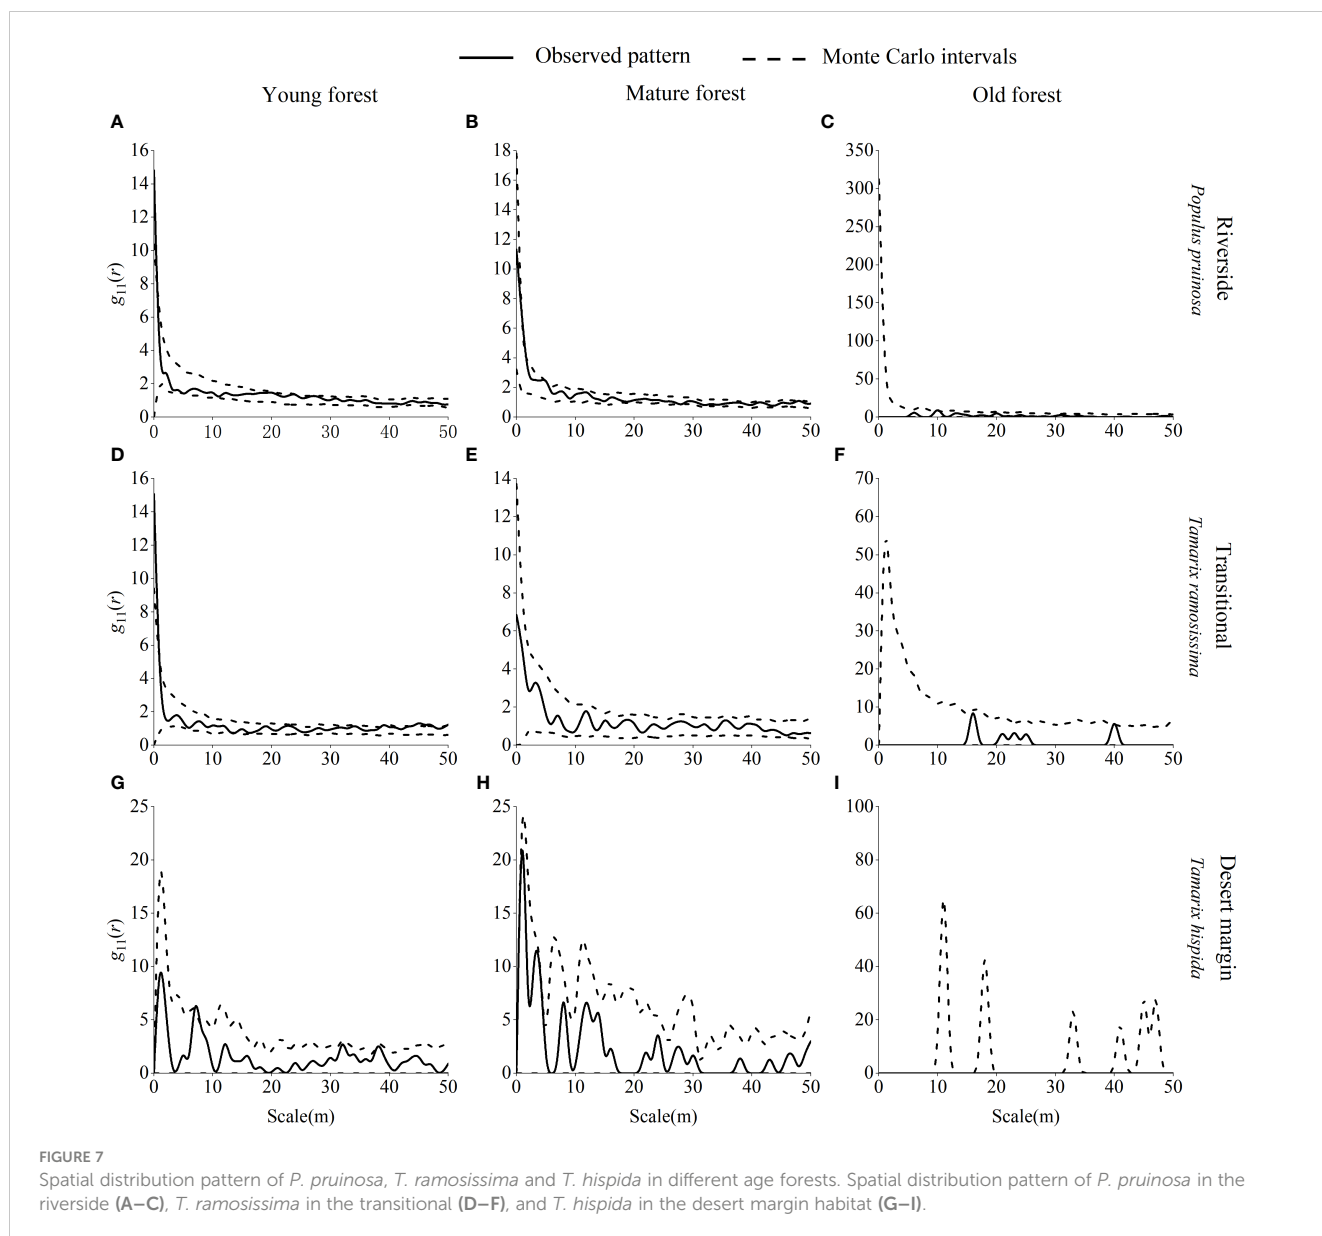 Observed pattern
Monte Carlo intervals
Young forest
Mature forest
Old forest
A
B
C
16
14
12
10
8
6
4
2
0
g11(r)
0 10 20 30 40 50
18
16
14
12
10
8
6
4
2
0
0 10 20 30 40 50
350
300
250
200
150
100
50
0
0 10 20 30 40 50
Riverside
Populus pruinosa
D
E
F
16
14
12
10
8
6
4
2
0
g11(r)
0 10 20 30 40 50
14
12
10
8
6
4
2
0
0 10 20 30 40 50
70
60
50
40
30
20
10
0
0 10 20 30 40 50
Transitional
Tamarix ramosissima
G
H
I
25
20
15
10
5
0
g11(r)
0 10 20 30 40 50
Scale(m)
25
20
15
10
5
0
0 10 20 30 40 50
Scale(m)
100
80
60
40
20
0
0 10 20 30 40 50
Scale(m)
Desert margin
Tamarix hispida
FIGURE 7
Spatial distribution pattern of P. pruinosa, T. ramosissima and T. hispida in different age forests. Spatial distribution pattern of P. pruinosa in the
riverside (A–C), T. ramosissima in the transitional (D–F), and T. hispida in the desert margin habitat (G–I).